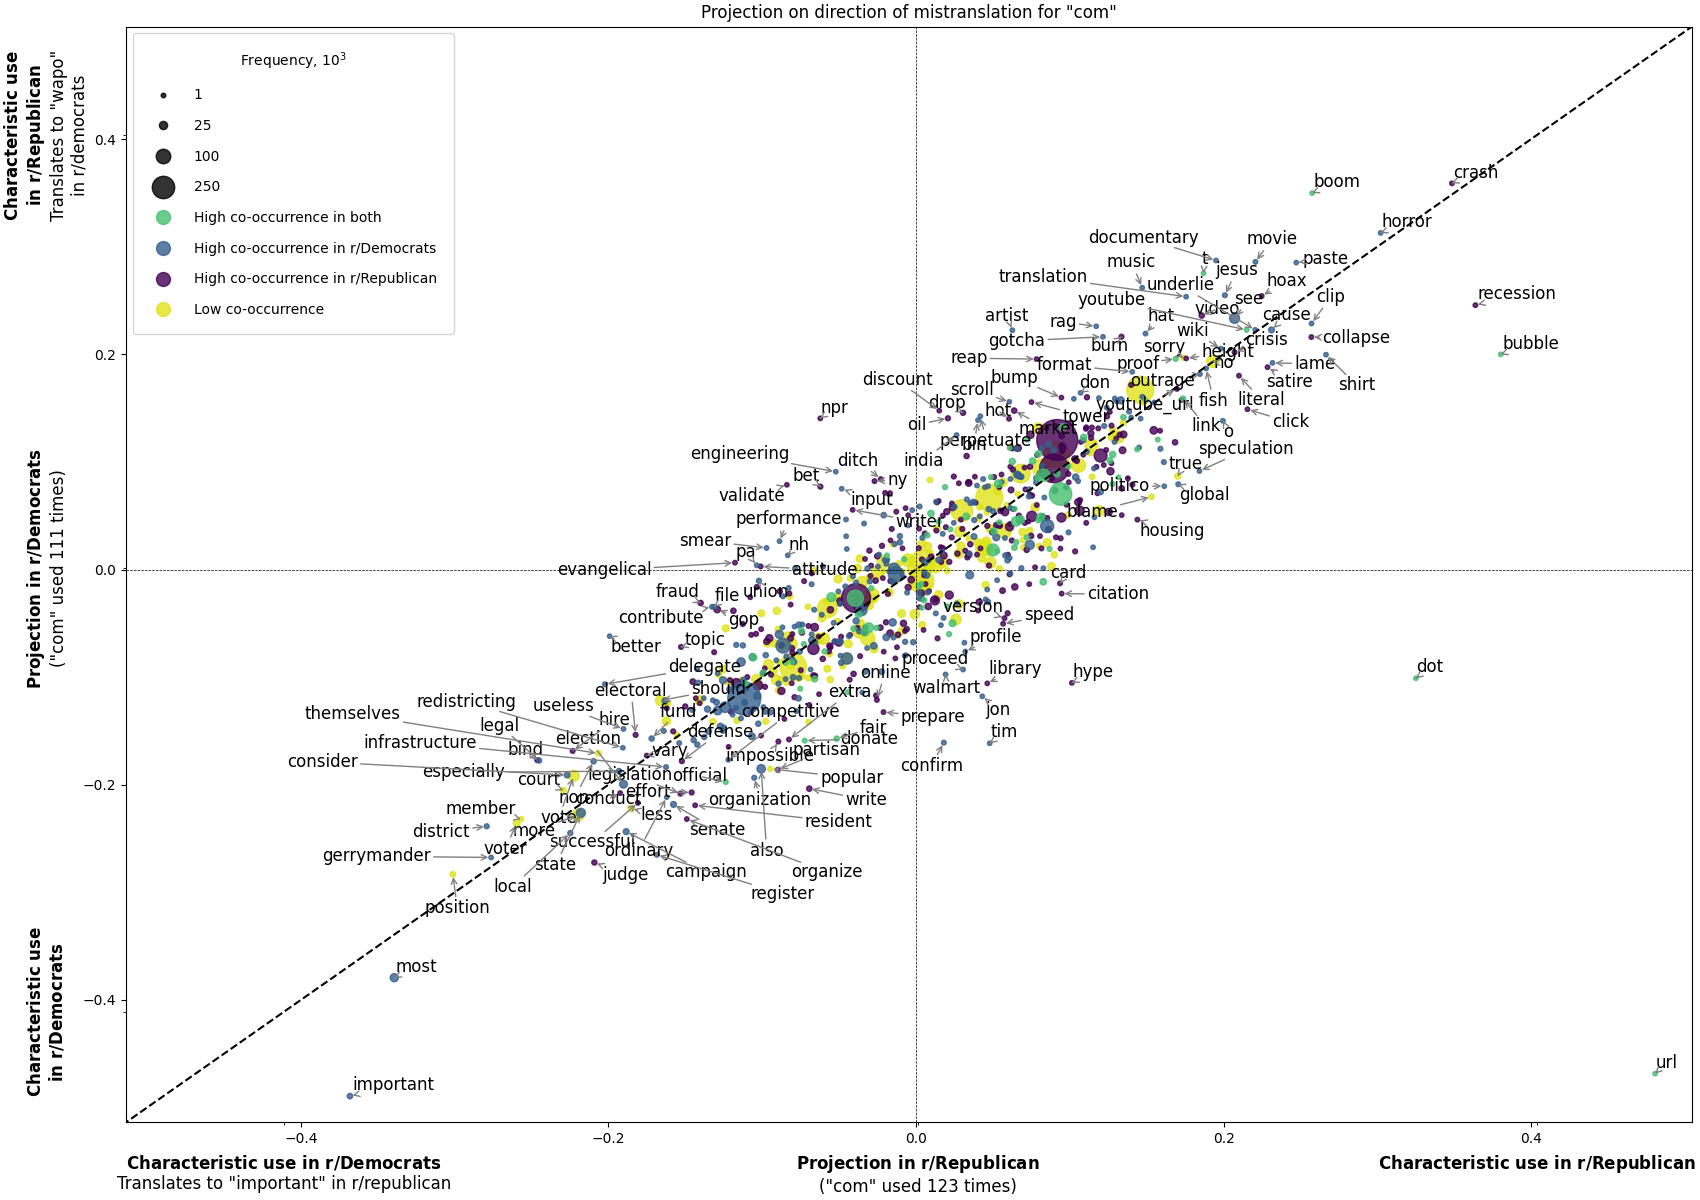 Projection on direction of mistranslation for "com"
Characteristic use
in r/Republican
Translates to "wapo"
in r/democrats
Projection in r/Democrats
("com" used 111 times)
Characteristic use
in r/Democrats
Frequency, 10³
1
25
100
250
High co-occurrence in both
High co-occurrence in r/Democrats
High co-occurrence in r/Republican
Low co-occurrence
0.4
0.2
0.0
−0.2
−0.4
boom
crash
horror
documentary
movie
t
paste
music
jesus
translation
underlie
hoax
recession
youtube
see
clip
video
artist
rag
hat
cause
gotcha
wiki
crisis
collapse
burn
sorry
height
bubble
reap
format
proof
no
lame
discount
bump
don
outrage
satire
shirt
scroll
fish
literal
npr
drop
hof
youtube_url
tower
click
oil
market
link
o
perpetuate
bin
engineering
ditch
india
speculation
bet
ny
true
validate
input
politico
global
performance
writer
blame
housing
smear
nh
pa
evangelical
attitude
card
fraud
file
union
citation
contribute
gop
version
speed
better
topic
profile
delegate
proceed
online
library
hype
dot
redistricting
electoral
should
extra
walmart
themselves
useless
fund
competitive
jon
legal
hire
prepare
infrastructure
election
defense
fair
tim
bind
vary
donate
consider
impossible
partisan
confirm
especially
court
legislation
official
popular
non
conduct
effort
organization
write
member
vote
less
resident
district
more
senate
voter
successful
ordinary
also
gerrymander
state
judge
campaign
organize
local
register
position
most
important
url
−0.4
−0.2
0.0
0.2
0.4
Characteristic use in r/Democrats
Translates to "important" in r/republican
Projection in r/Republican
("com" used 123 times)
Characteristic use in r/Republican